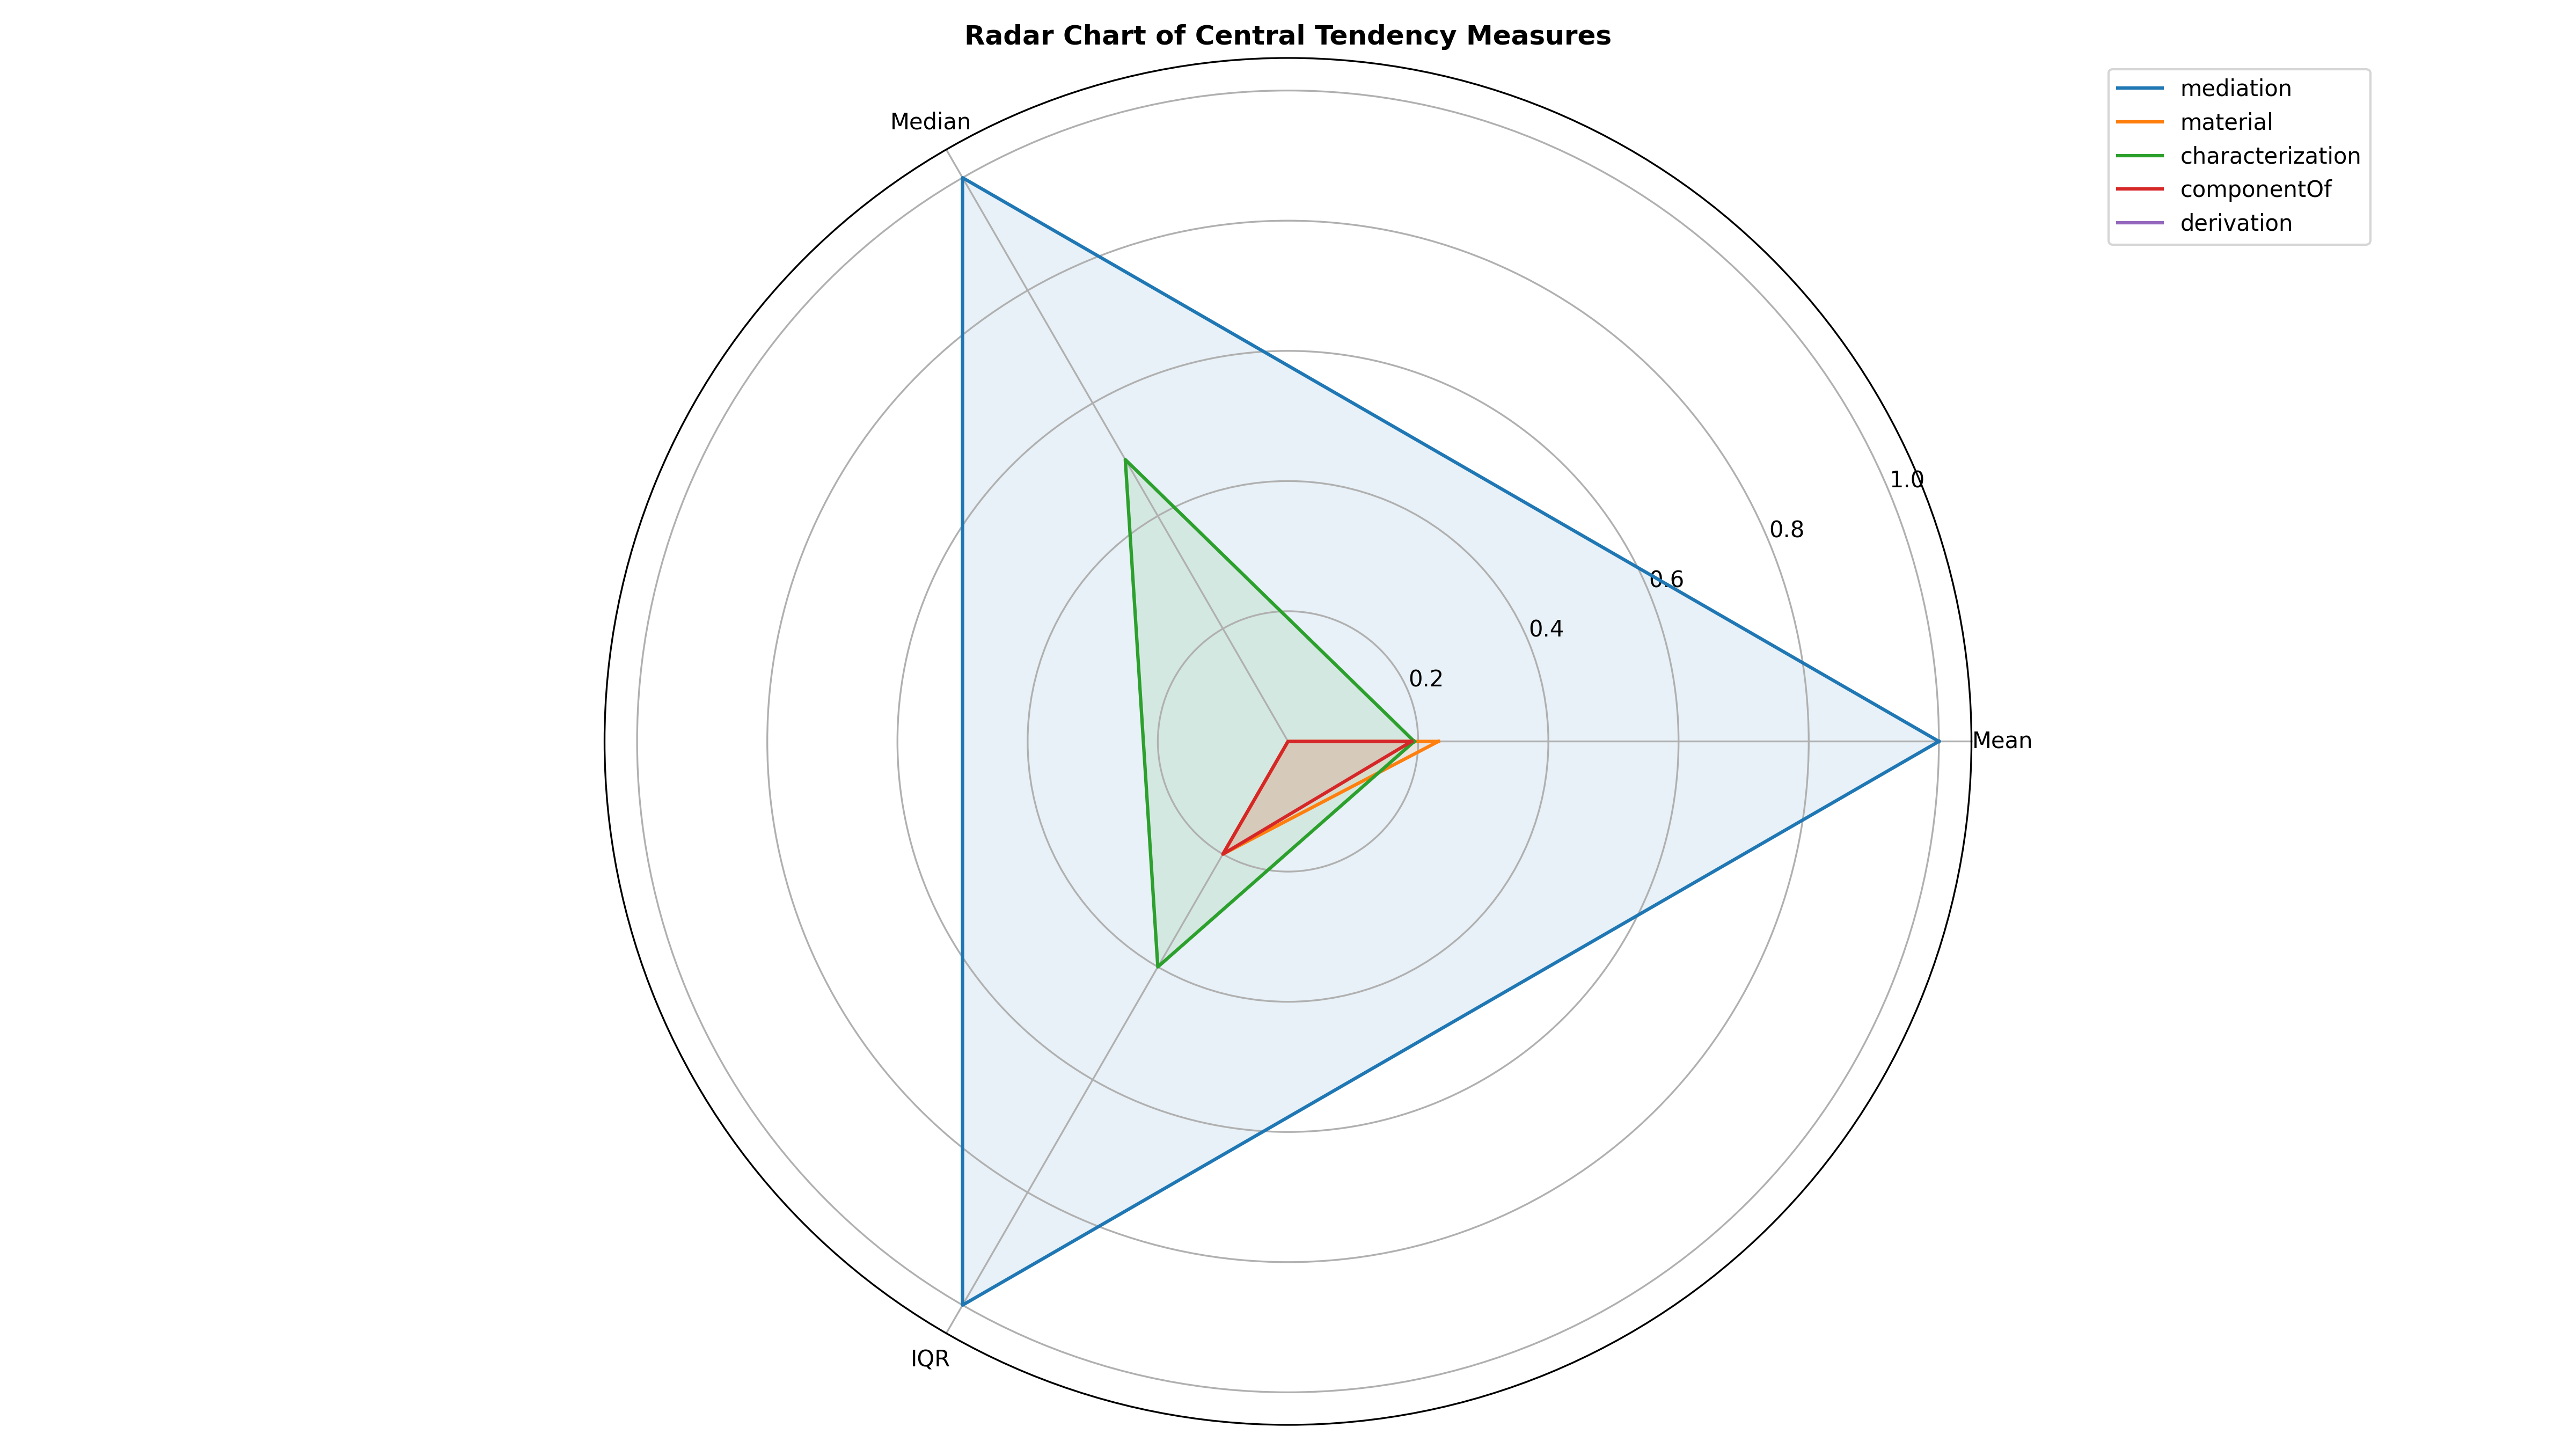 Radar Chart of Central Tendency Measures
mediation
material
characterization
componentOf
derivation
Median
1.0
0.8
0.6
0.4
0.2
Mean
IQR